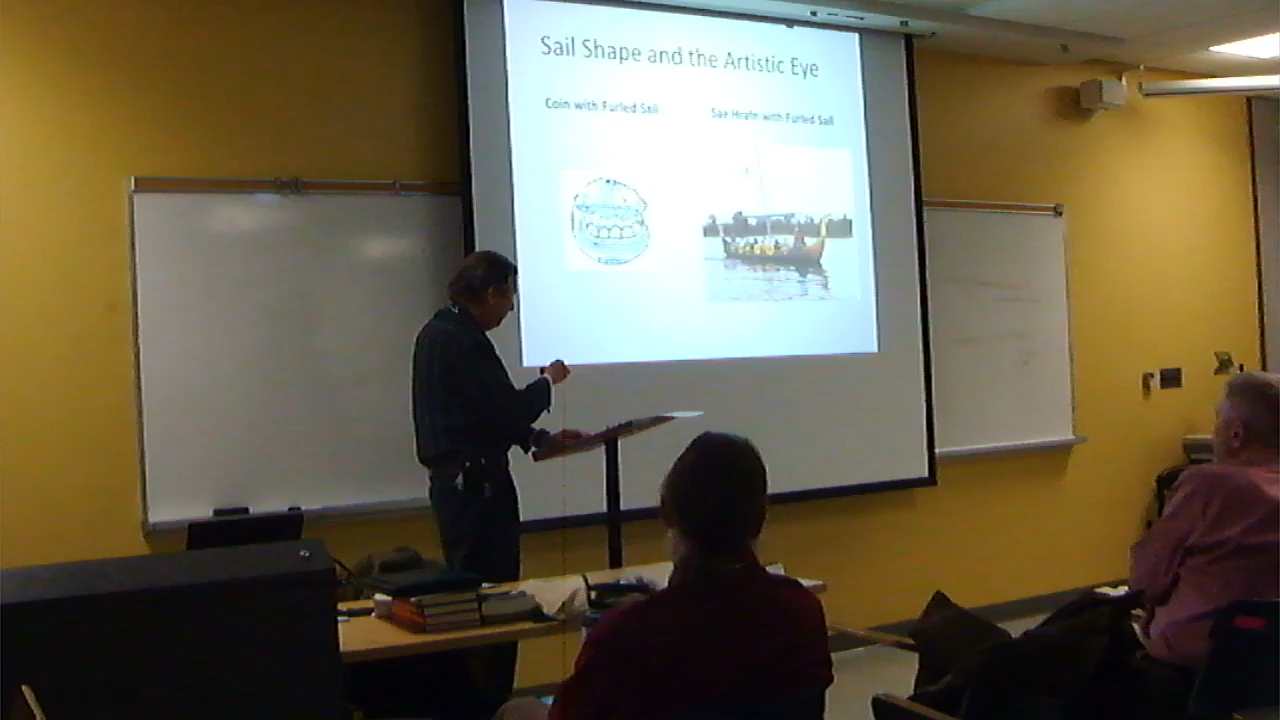 Sail Shape and the Artistic Eye
Coin with Furled Sail
Sae Hrafn with Furled Sail